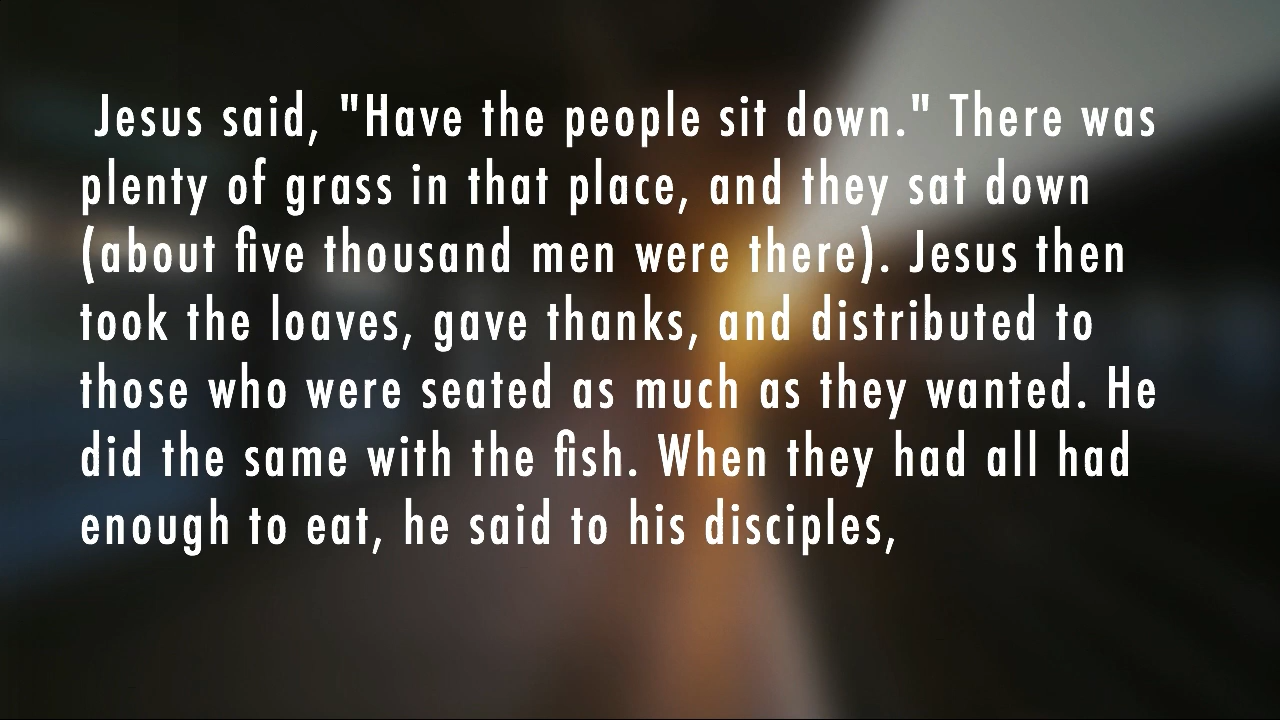 Jesus said, "Have the people sit down." There was
plenty of grass in that place, and they sat down
(about five thousand men were there). Jesus then
took the loaves, gave thanks, and distributed to
those who were seated as much as they wanted. He
did the same with the fish. When they had all had
enough to eat, he said to his disciples,